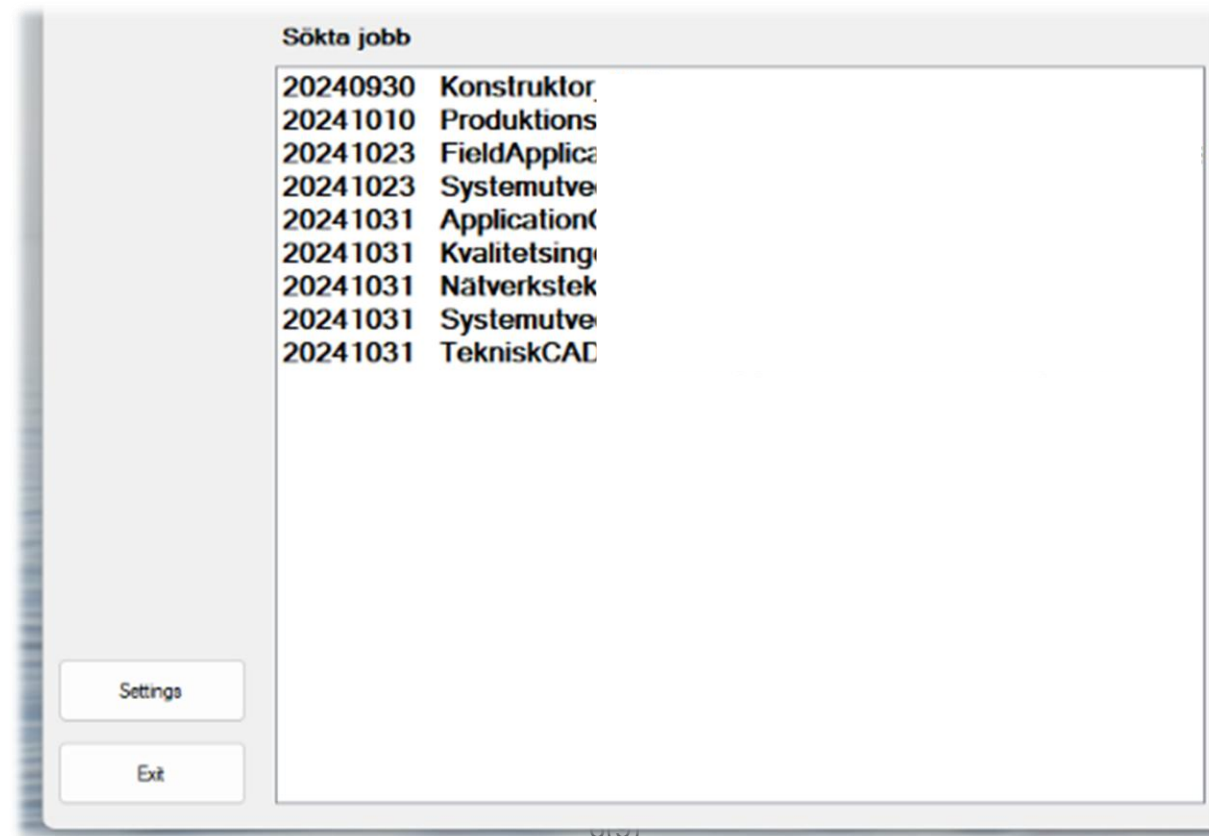 Sökta jobb
20240930 Konstruktor
20241010 Produktions
20241023 FieldApplica
20241023 Systemutve
20241031 Application
20241031 Kvalitetsing
20241031 Nätverkstek
20241031 Systemutve
20241031 TekniskCAD
Settings
Exit